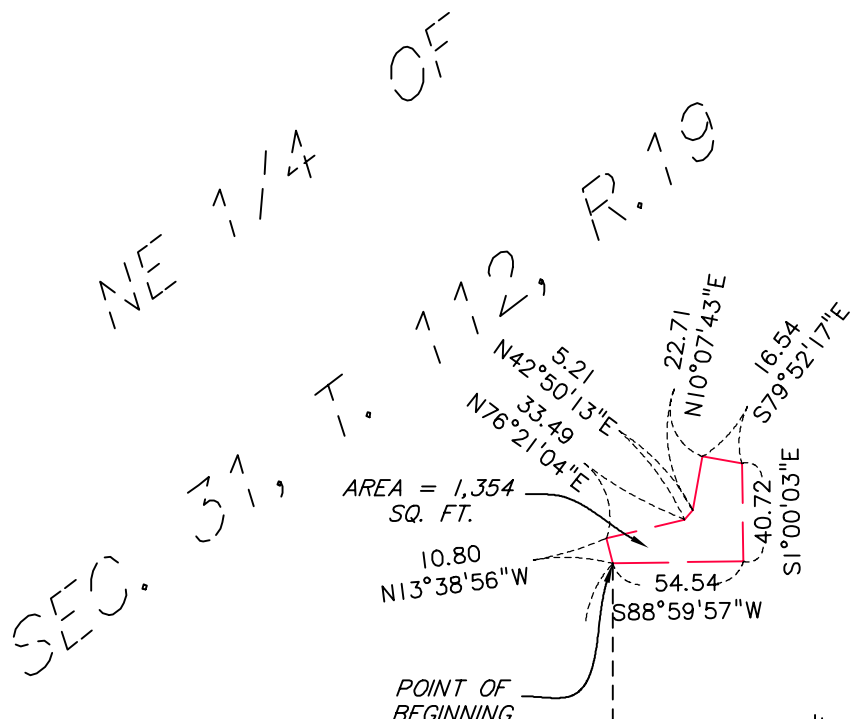 NE 1/4 OF
SEC. 31, T. 112, R.19
5.21
N42°50'13"E
33.49
N76°21'04"E
22.71
N10°07'43"E
16.54
S79°52'17"E
AREA = 1,354
SQ. FT.
40.72
S1°00'03"E
10.80
N13°38'56"W
54.54
S88°59'57"W
POINT OF
BEGINNING